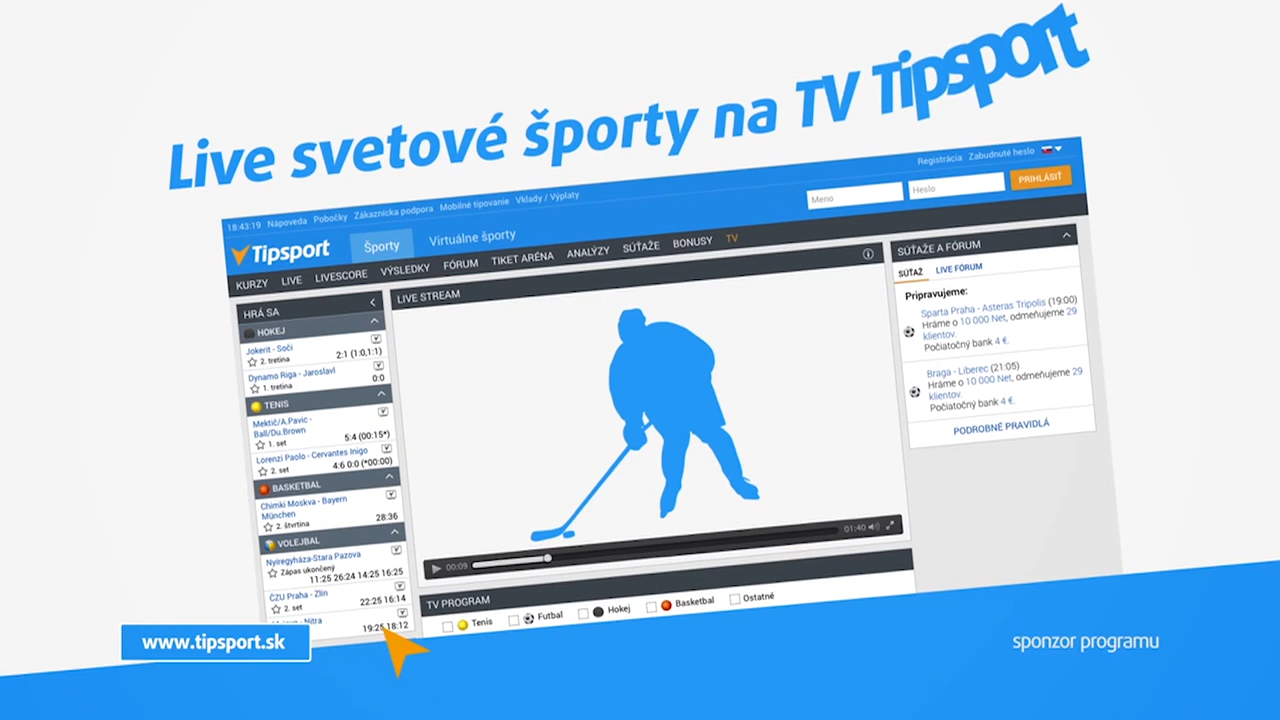 Live svetové športy na TV Tipsport
Registrácia Zabudnuté heslo
18:43:19 Nápoveda Pobočky Zákaznícka podpora Mobilné tipovanie Vklady / Výplaty
Meno Heslo PRIHLÁSIŤ
Tipsport Športy Virtuálne športy
KURZY LIVE LIVESCORE VÝSLEDKY FÓRUM TIKET ARÉNA ANALÝZY SÚŤAŽE BONUSY TV
HRÁ SA
HOKEJ
Jokerit - Soči
2. tretina 2:1 (1:0,1:1)
Dynamo Riga - Jaroslavľ
1. tretina 0:0
TENIS
Mektič/A.Pavic -
Ball/Du.Brown
1. set 5:4 (00:15*)
Lorenzi Paolo - Cervantes Inigo
2. set 4:6 0:0 (*00:00)
BASKETBAL
Chimki Moskva - Bayern
München
2. štvrtina 28:36
VOLEJBAL
Nyiregyháza-Stara Pazova
Zápas ukončený
11:25 26:24 14:25 16:25
ČZU Praha - Zlín
2. set 22:25 16:14
- Nitra
19:25 18:12
LIVE STREAM
00:09 01:40
TV PROGRAM
Tenis Futbal Hokej Basketbal Ostatné
SÚŤAŽE A FÓRUM
SÚŤAŽ LIVE FÓRUM
Pripravujeme:
Sparta Praha - Asteras Tripolis (19:00)
Hráme o 10 000 Net, odmeňujeme 29
klientov.
Počiatočný bank 4 €.
Braga - Liberec (21:05)
Hráme o 10 000 Net, odmeňujeme 29
klientov.
Počiatočný bank 4 €.
PODROBNÉ PRAVIDLÁ
www.tipsport.sk
sponzor programu